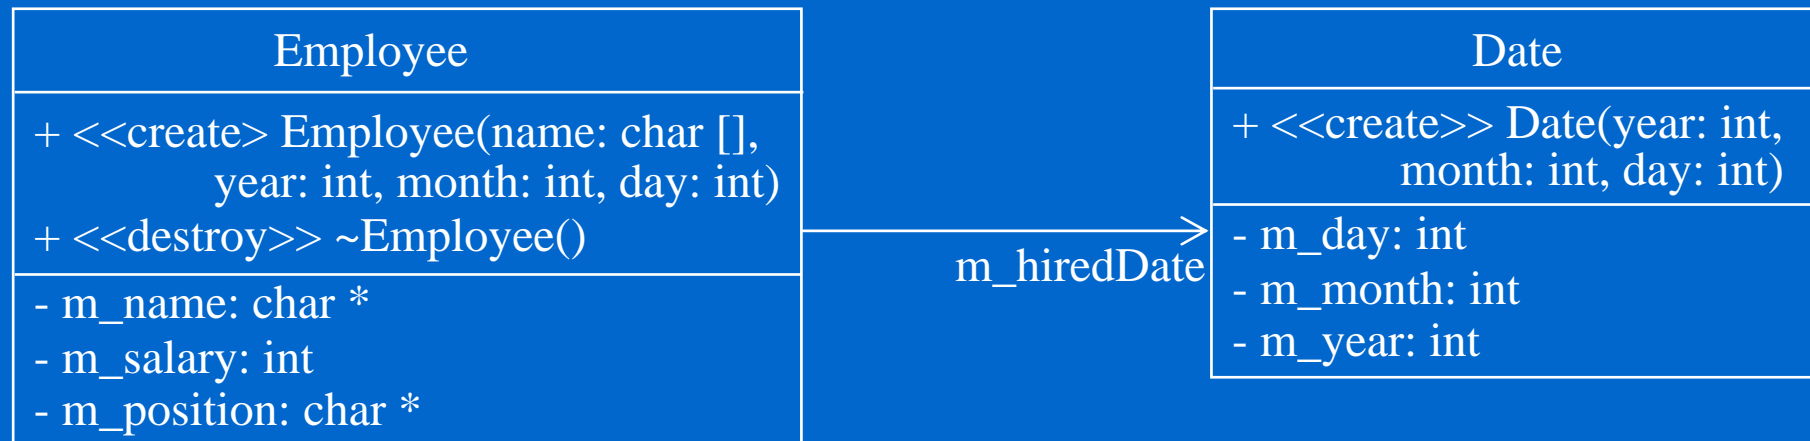 Employee
+ <<create> Employee(name: char [],
year: int, month: int, day: int)
+ <<destroy>> ~Employee()
- m_name: char *
- m_salary: int
- m_position: char *
m_hiredDate
Date
+ <<create>> Date(year: int,
month: int, day: int)
- m_day: int
- m_month: int
- m_year: int